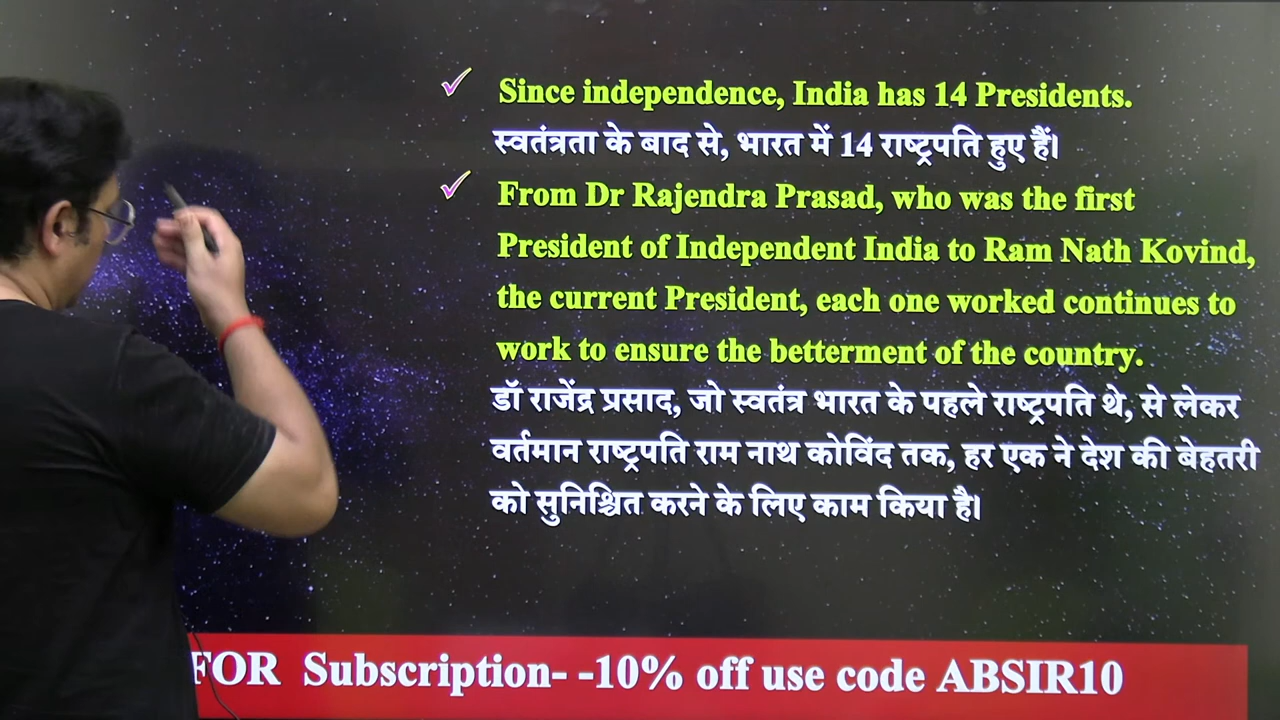 Since independence, India has 14 Presidents.
स्वतंत्रता के बाद से, भारत में 14 राष्ट्रपति हुए हैं।
From Dr Rajendra Prasad, who was the first
President of Independent India to Ram Nath Kovind,
the current President, each one worked continues to
work to ensure the betterment of the country.
डॉ राजेंद्र प्रसाद, जो स्वतंत्र भारत के पहले राष्ट्रपति थे, से लेकर
वर्तमान राष्ट्रपति राम नाथ कोविंद तक, हर एक ने देश की बेहतरी
को सुनिश्चित करने के लिए काम किया है।
FOR Subscription- -10% off use code ABSIR10